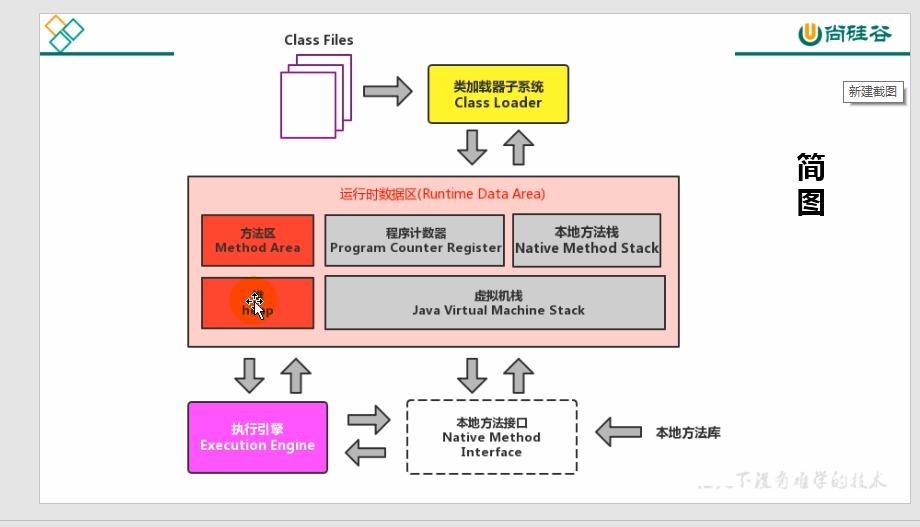 Class Files
尚硅谷
类加载器子系统
Class Loader
新建截图
简
图
运行时数据区(Runtime Data Area)
方法区
Method Area
程序计数器
Program Counter Register
本地方法栈
Native Method Stack
虚拟机栈
Java Virtual Machine Stack
执行引擎
Execution Engine
本地方法接口
Native Method
Interface
本地方法库
下没有难学的技术